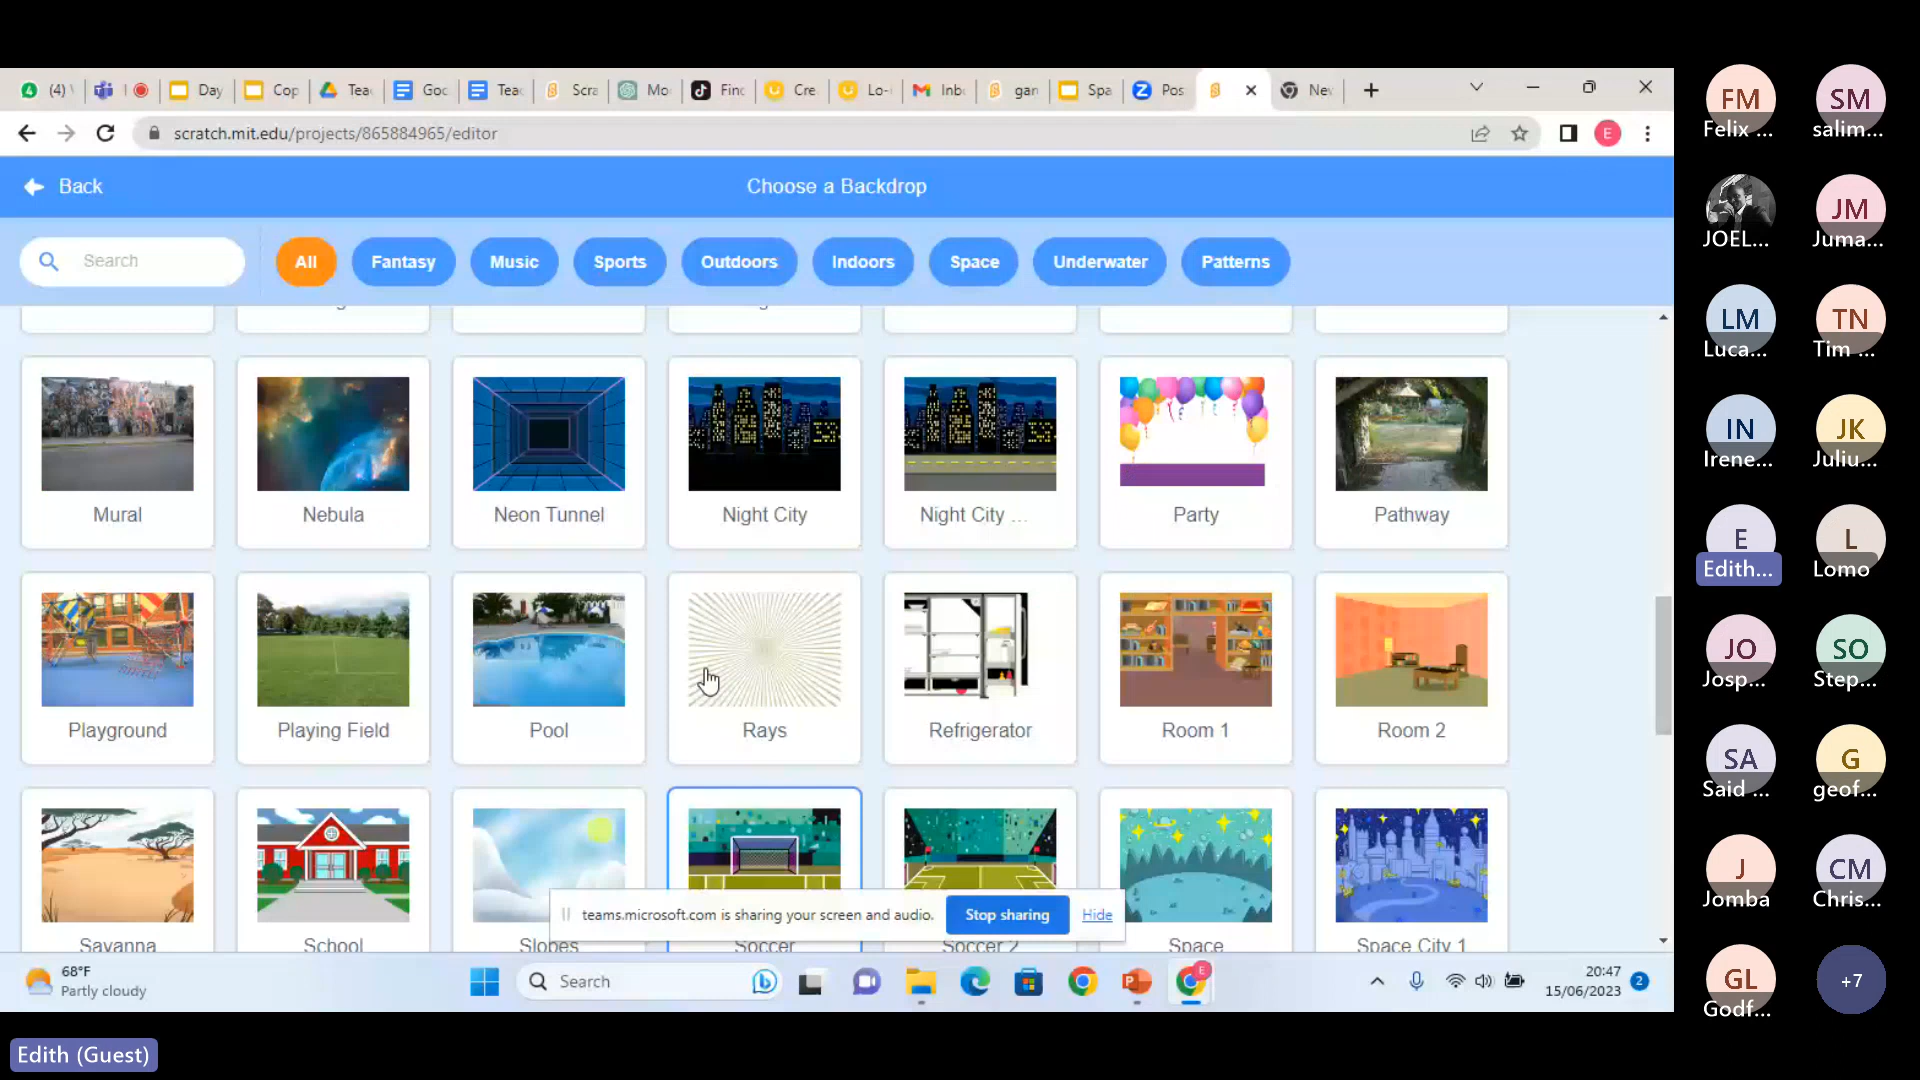 (4) Day Cop Tea Goc Tea Scra Mo Find Cre Lo- Inb gan Spa Pos Nev
scratch.mit.edu/projects/865884965/editor E
Back Choose a Backdrop
Search All Fantasy Music Sports Outdoors Indoors Space Underwater Patterns
Mural Nebula Neon Tunnel Night City Night City ... Party Pathway
Playground Playing Field Pool Rays Refrigerator Room 1 Room 2
teams.microsoft.com is sharing your screen and audio. Stop sharing Hide
Savanna School Slopes Soccer Soccer 2 Space Space City 1
68°F
Partly cloudy
Search
E
20:47
15/06/2023
2
FM SM
Felix ... salim...
JM
JOEL... Juma...
LM TN
Luca... Tim ...
IN JK
Irene... Juliu...
E L
Edith... Lomo
JO SO
Josp... Step...
SA G
Said ... geof...
J CM
Jomba Chris...
GL +7
Godf...
Edith (Guest)